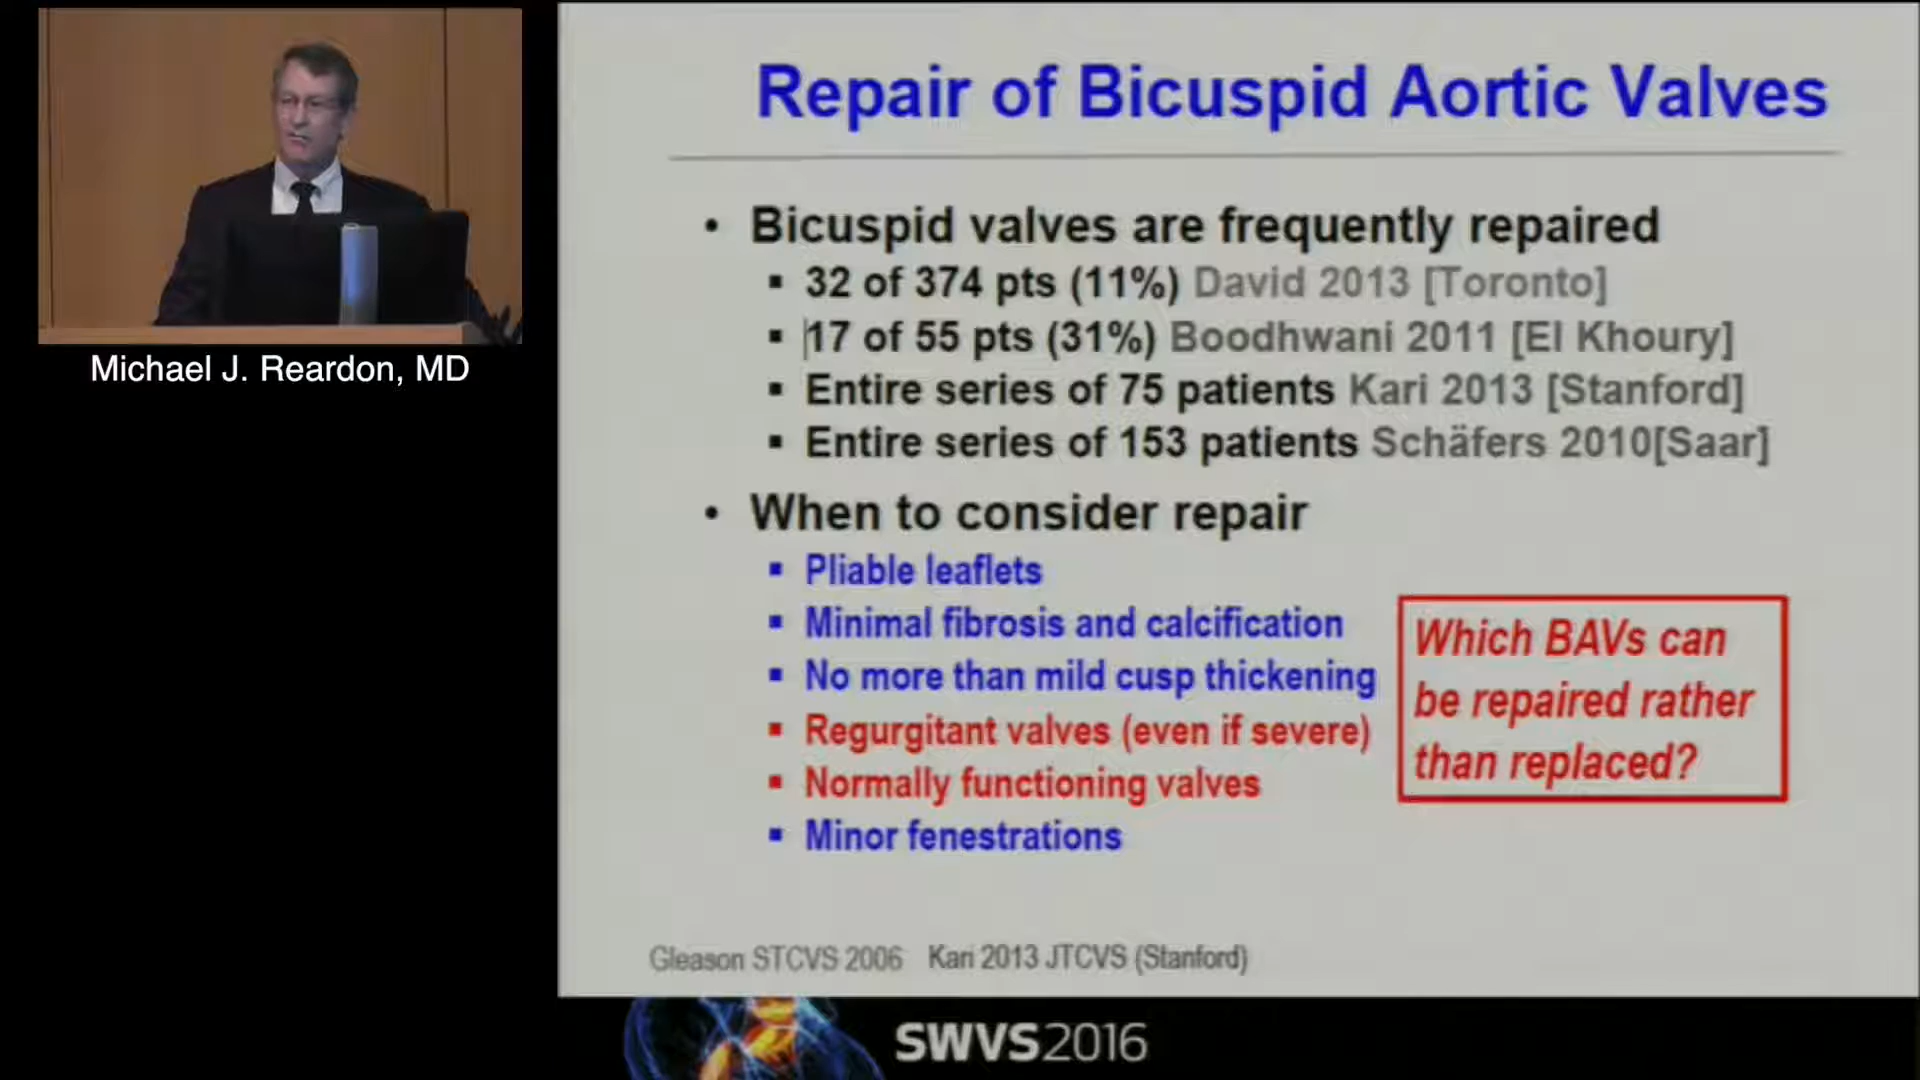 Michael J. Reardon, MD
Repair of Bicuspid Aortic Valves
• Bicuspid valves are frequently repaired
▪ 32 of 374 pts (11%) David 2013 [Toronto]
▪ 17 of 55 pts (31%) Boodhwani 2011 [El Khoury]
▪ Entire series of 75 patients Kari 2013 [Stanford]
▪ Entire series of 153 patients Schäfers 2010[Saar]
• When to consider repair
▪ Pliable leaflets
▪ Minimal fibrosis and calcification
▪ No more than mild cusp thickening
▪ Regurgitant valves (even if severe)
▪ Normally functioning valves
▪ Minor fenestrations
Which BAVs can
be repaired rather
than replaced?
Gleason STCVS 2006 Kari 2013 JTCVS (Stanford)
SWVS2016